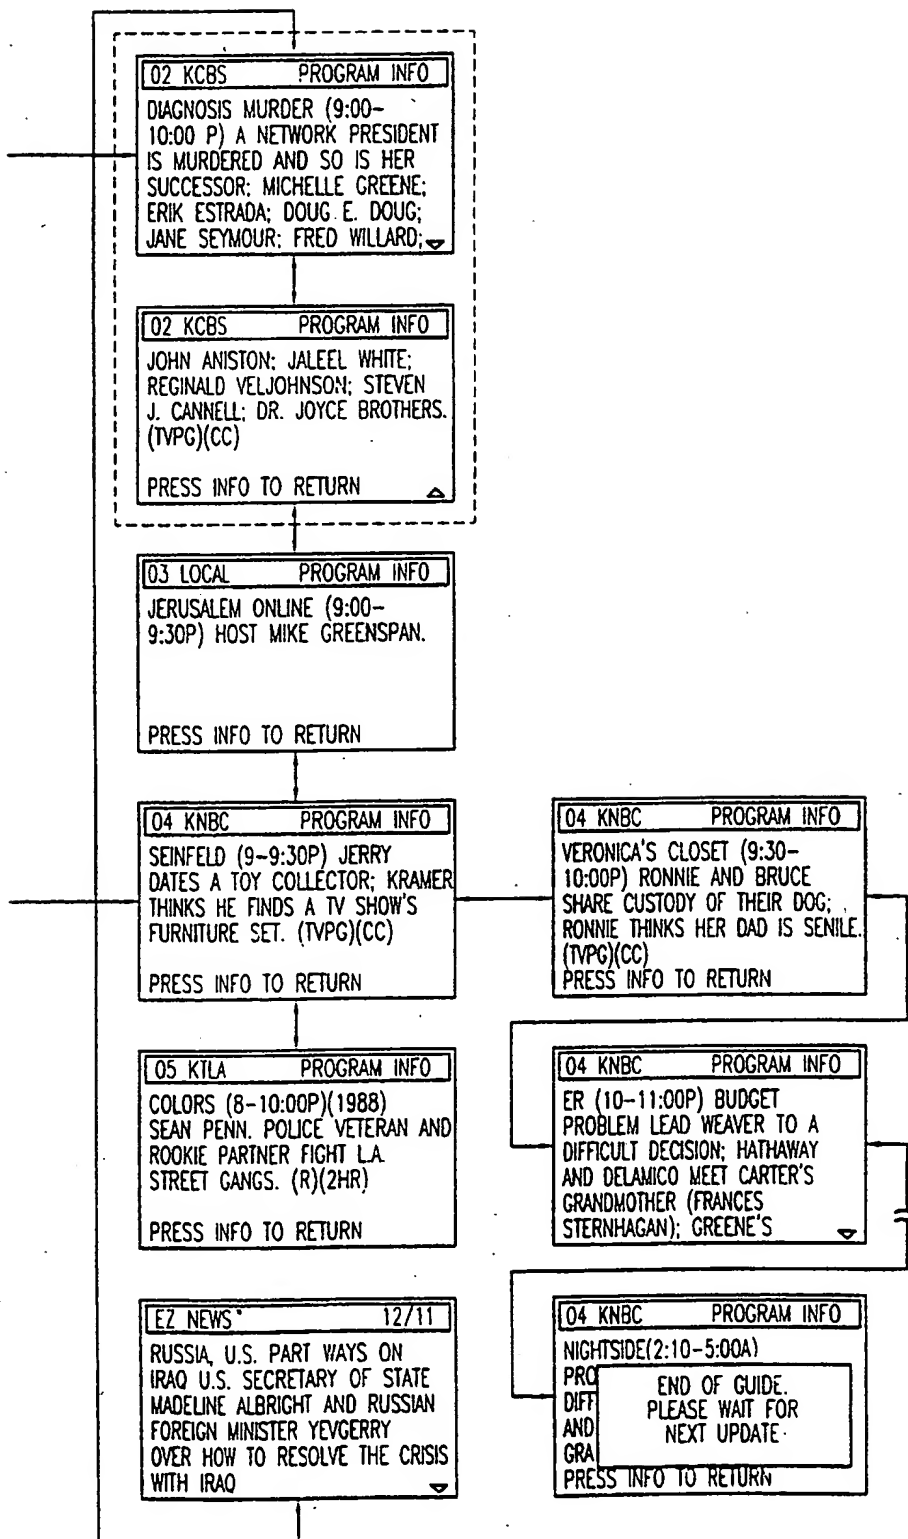 02 KCBS PROGRAM INFO
DIAGNOSIS MURDER (9:00-
10:00 P) A NETWORK PRESIDENT
IS MURDERED AND SO IS HER
SUCCESSOR: MICHELLE GREENE;
ERIK ESTRADA; DOUG E. DOUG;
JANE SEYMOUR; FRED WILLARD;
02 KCBS PROGRAM INFO
JOHN ANISTON; JALEEL WHITE;
REGINALD VELJOHNSON; STEVEN
J. CANNELL; DR. JOYCE BROTHERS.
(TVPG)(CC)
PRESS INFO TO RETURN
03 LOCAL PROGRAM INFO
JERUSALEM ONLINE (9:00-
9:30P) HOST MIKE GREENSPAN.
PRESS INFO TO RETURN
04 KNBC PROGRAM INFO
SEINFELD (9-9:30P) JERRY
DATES A TOY COLLECTOR; KRAMER
THINKS HE FINDS A TV SHOW'S
FURNITURE SET. (TVPG)(CC)
PRESS INFO TO RETURN
04 KNBC PROGRAM INFO
VERONICA'S CLOSET (9:30-
10:00P) RONNIE AND BRUCE
SHARE CUSTODY OF THEIR DOG;
RONNIE THINKS HER DAD IS SENILE.
(TVPG)(CC)
PRESS INFO TO RETURN
05 KTLA PROGRAM INFO
COLORS (8-10:00P)(1988)
SEAN PENN. POLICE VETERAN AND
ROOKIE PARTNER FIGHT L.A.
STREET GANGS. (R)(2HR)
PRESS INFO TO RETURN
04 KNBC PROGRAM INFO
ER (10-11:00P) BUDGET
PROBLEM LEAD WEAVER TO A
DIFFICULT DECISION; HATHAWAY
AND DELAMICO MEET CARTER'S
GRANDMOTHER (FRANCES
STERNHAGAN); GREENE'S
EZ NEWS 12/11
RUSSIA, U.S. PART WAYS ON
IRAQ U.S. SECRETARY OF STATE
MADELINE ALBRIGHT AND RUSSIAN
FOREIGN MINISTER YEVGERRY
OVER HOW TO RESOLVE THE CRISIS
WITH IRAQ
04 KNBC PROGRAM INFO
NIGHTSIDE(2:10-5:00A)
PRO
DIFF
AND
GRA
END OF GUIDE.
PLEASE WAIT FOR
NEXT UPDATE
PRESS INFO TO RETURN